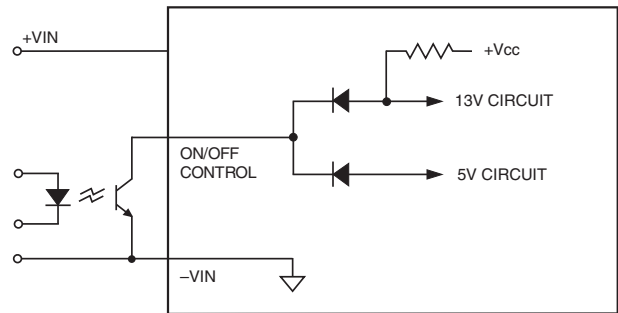 +VIN
+Vcc
13V CIRCUIT
ON/OFF
CONTROL
5V CIRCUIT
–VIN